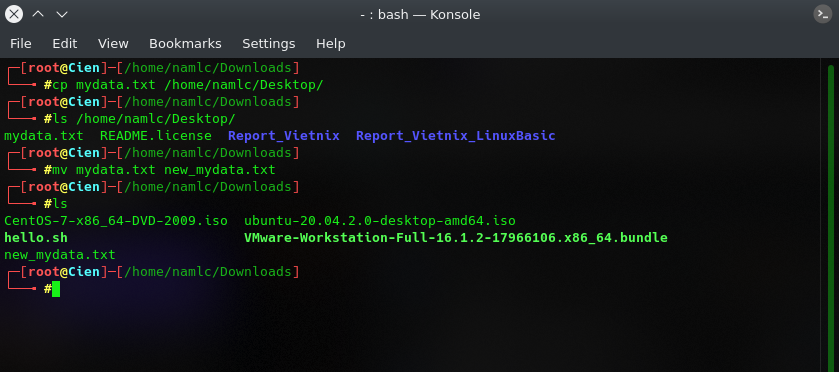 - : bash — Konsole
File Edit View Bookmarks Settings Help
┌─[root@Cien]─[/home/namlc/Downloads]
└──╼ #cp mydata.txt /home/namlc/Desktop/
┌─[root@Cien]─[/home/namlc/Downloads]
└──╼ #ls /home/namlc/Desktop/
mydata.txt  README.license  Report_Vietnix  Report_Vietnix_LinuxBasic
┌─[root@Cien]─[/home/namlc/Downloads]
└──╼ #mv mydata.txt new_mydata.txt
┌─[root@Cien]─[/home/namlc/Downloads]
└──╼ #ls
CentOS-7-x86_64-DVD-2009.iso  ubuntu-20.04.2.0-desktop-amd64.iso
hello.sh                      VMware-Workstation-Full-16.1.2-17966106.x86_64.bundle
new_mydata.txt
┌─[root@Cien]─[/home/namlc/Downloads]
└──╼ #